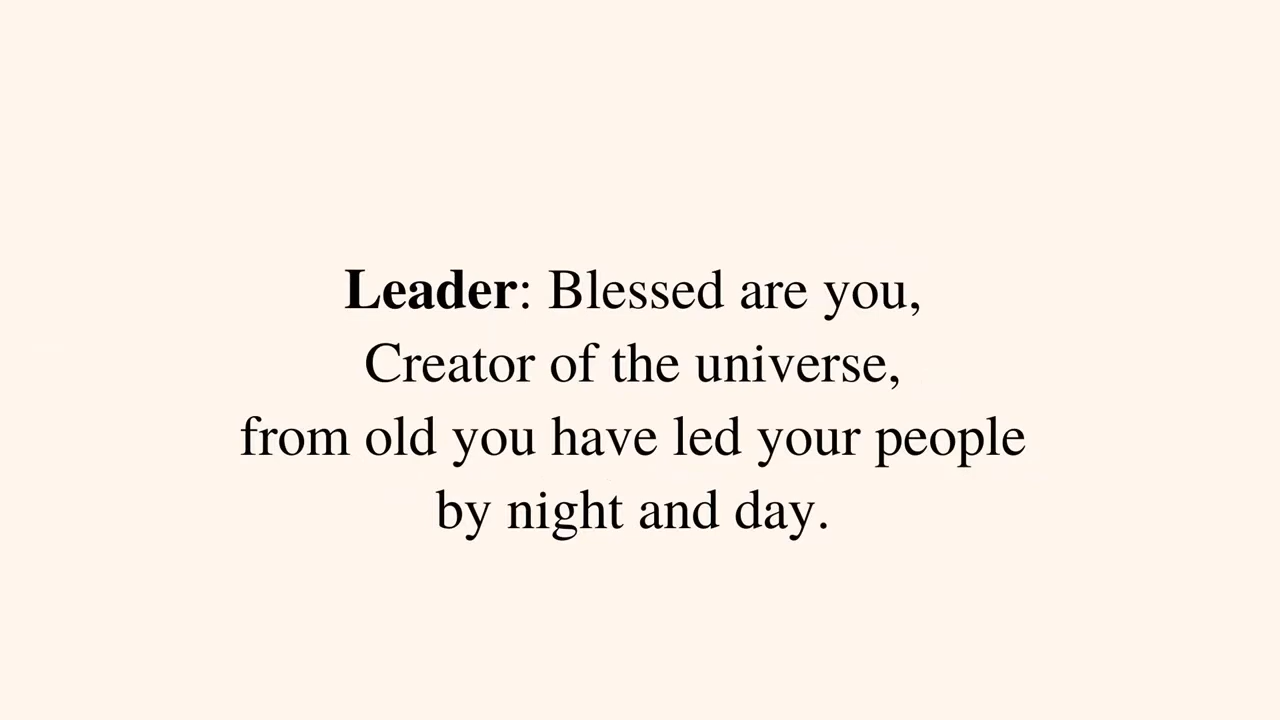 Leader: Blessed are you,
Creator of the universe,
from old you have led your people
by night and day.